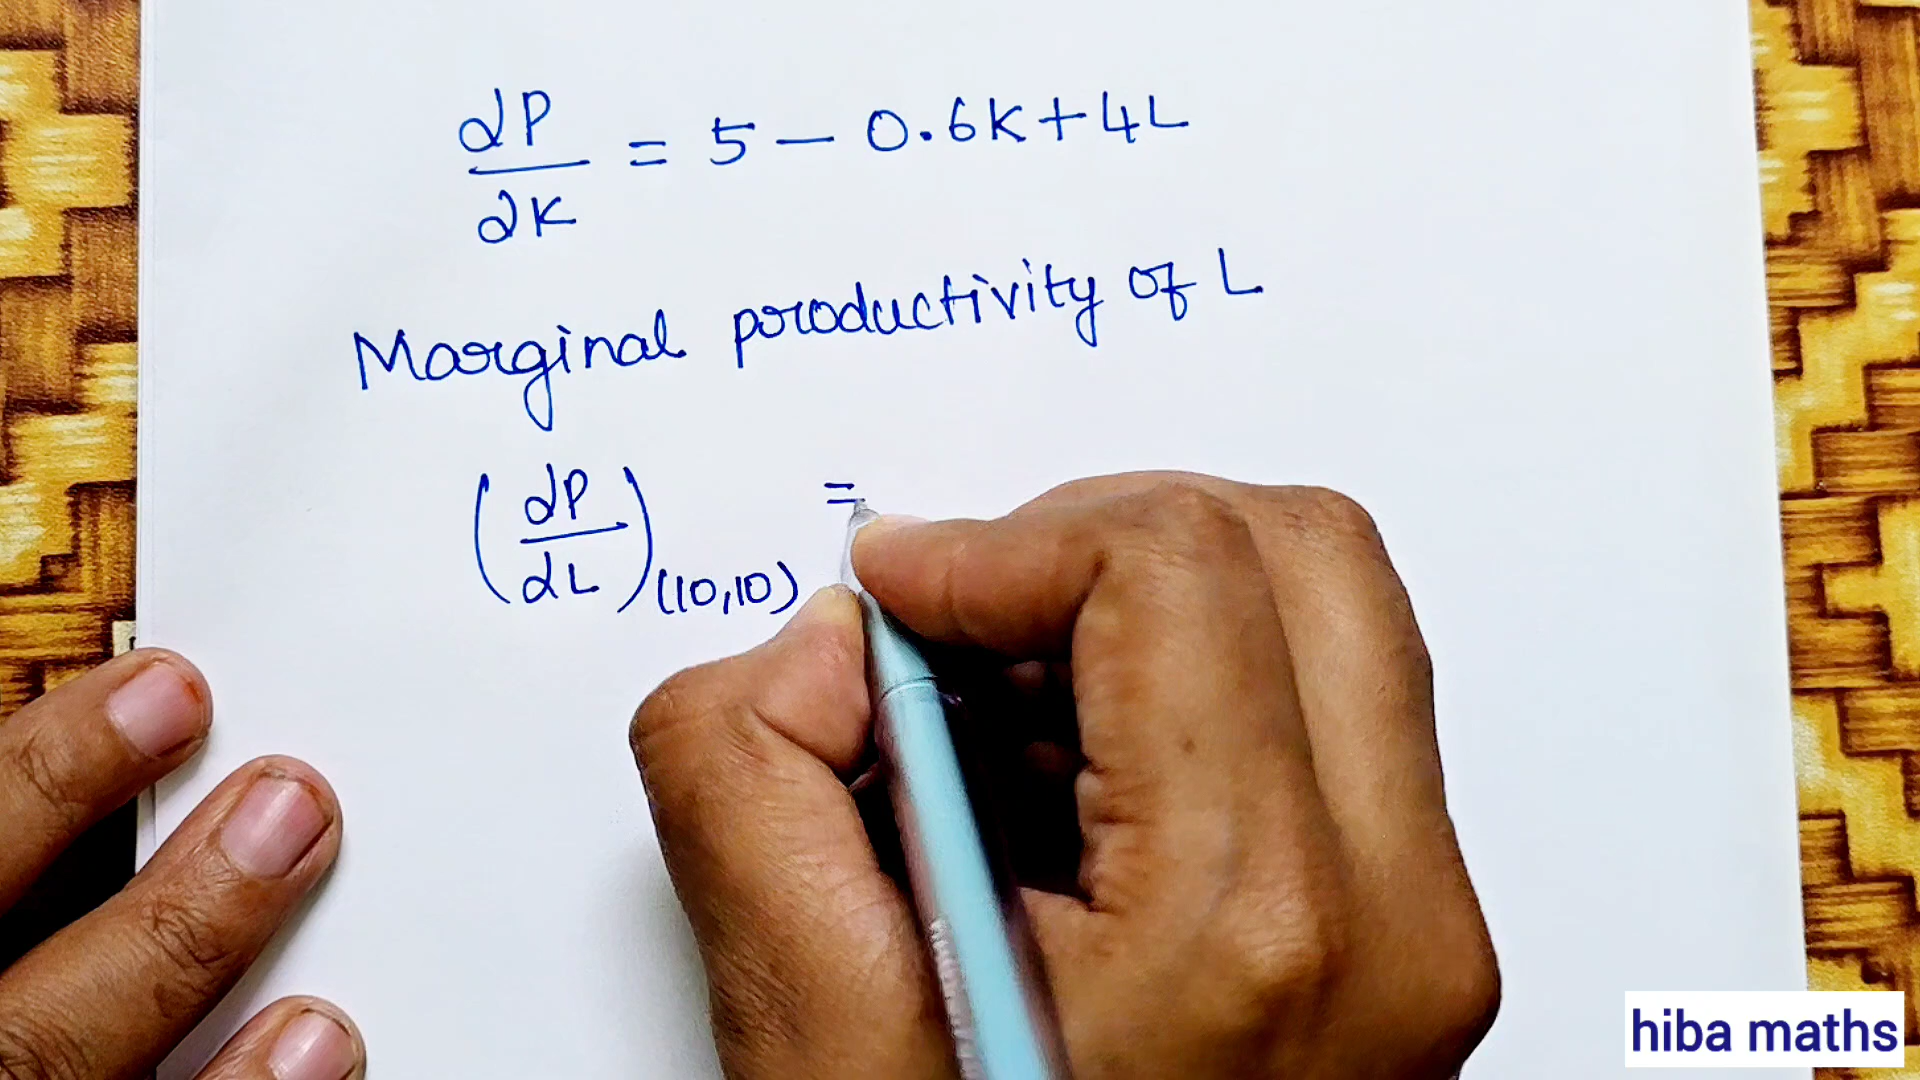 ∂P/∂K = 5 - 0.6K + 4L
Marginal productivity of L
(∂P/∂L)(10,10) =
hiba maths